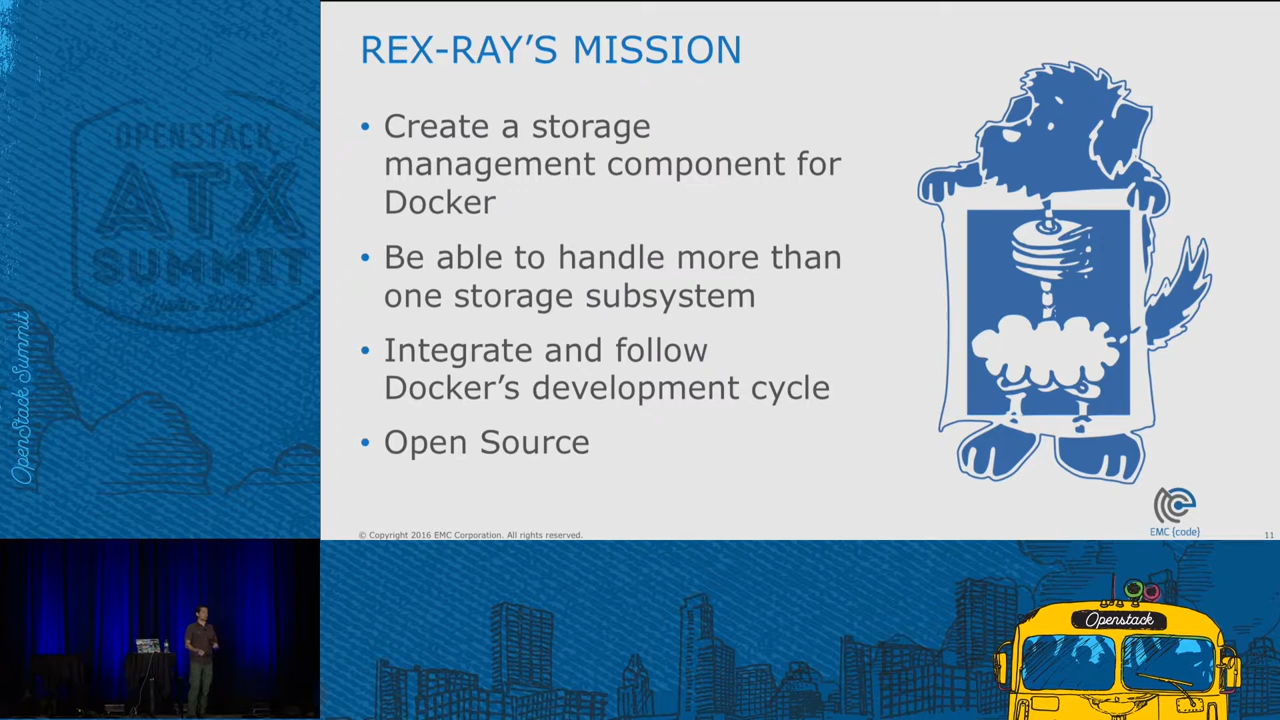 REX-RAY'S MISSION
• Create a storage
management component for
Docker
• Be able to handle more than
one storage subsystem
• Integrate and follow
Docker's development cycle
• Open Source
© Copyright 2016 EMC Corporation. All rights reserved.
EMC {code}
11
OPENSTACK
ATX
SUMMIT
Austin 2016
OpenStack Summit
Openstack